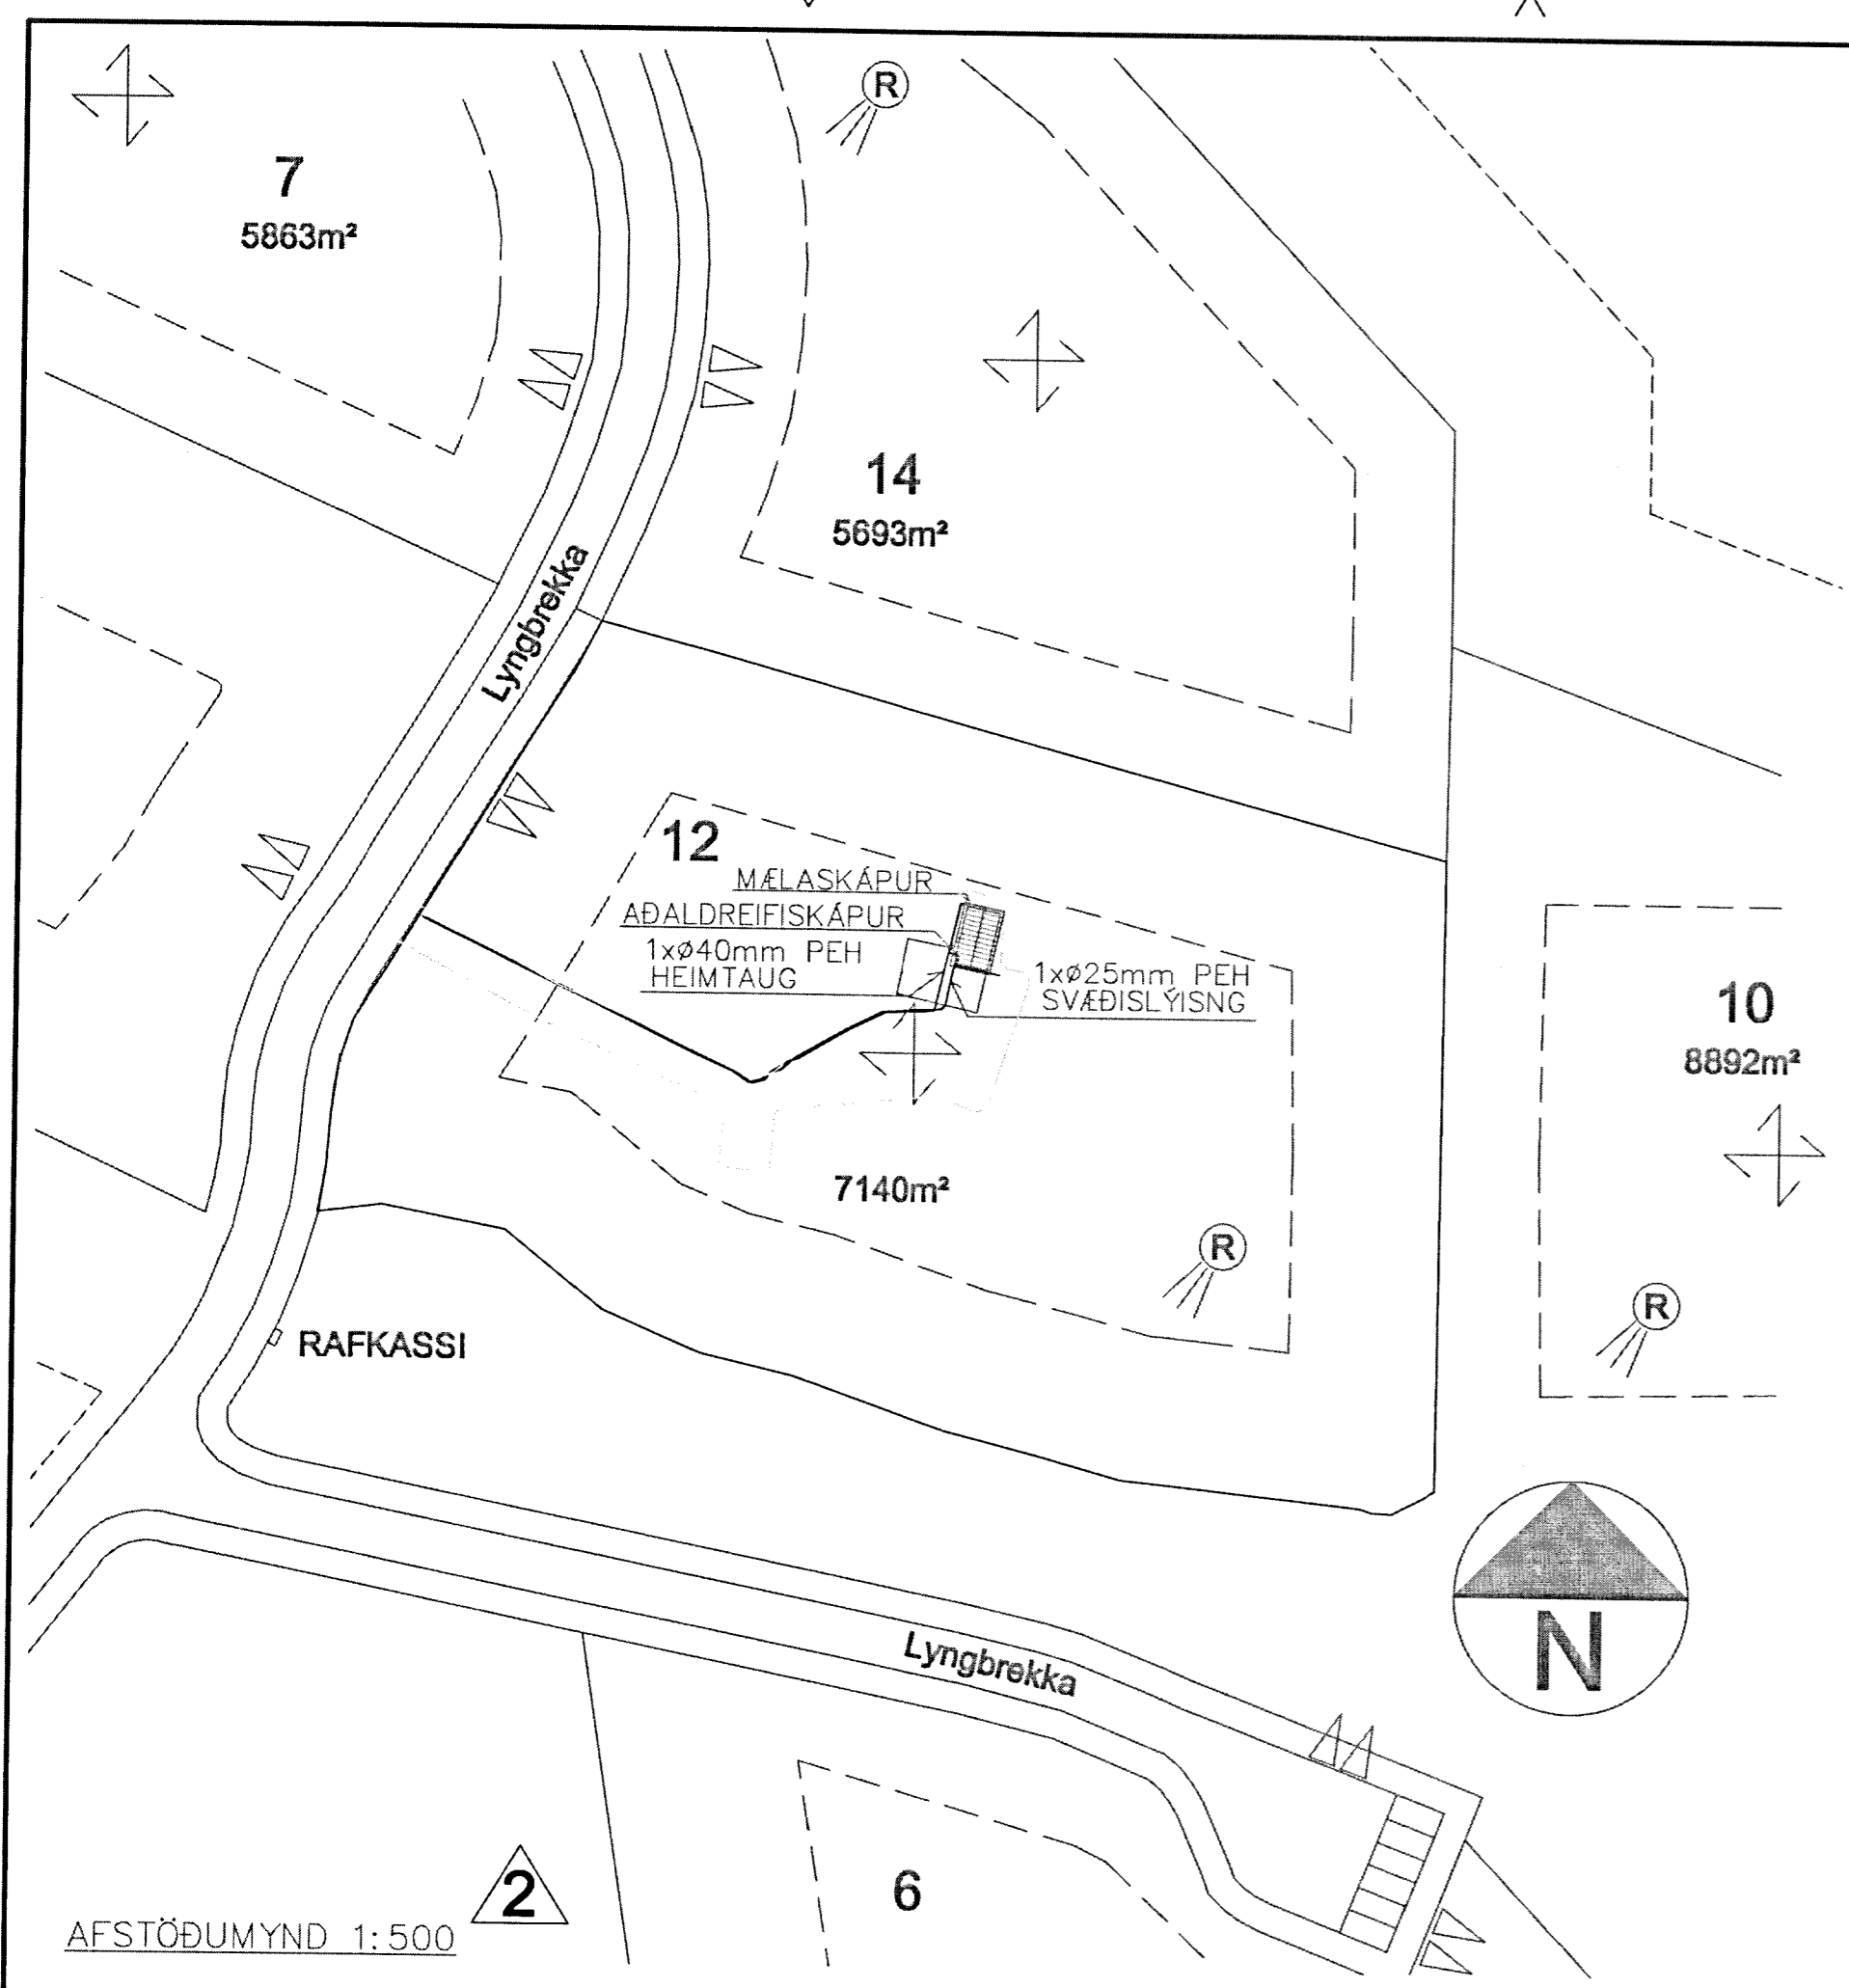 R
7
5863m²
14
5693m²
Lyngbrekka
12
MÆLASKÁPUR
AÐALDREIFISKÁPUR
1xø40mm PEH
HEIMTAUG
1xø25mm PEH
SVÆÐISLÝISNG
10
8892m²
7140m²
R
R
RAFKASSI
N
Lyngbrekka
2
6
AFSTÖÐUMYND 1:500